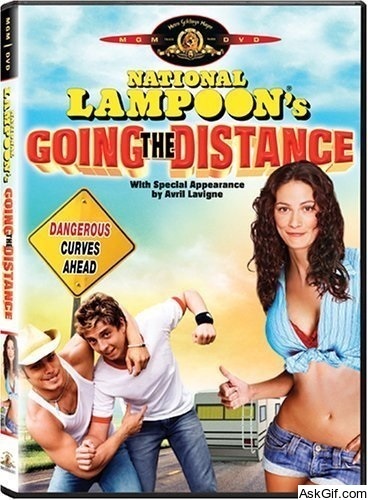 MGM DVD
NATIONAL
LAMPOON'S
GOING THE DISTANCE
With Special Appearance
by Avril Lavigne
DANGEROUS
CURVES
AHEAD
MGM DVD
NATIONAL
LAMPOON'S
GOING THE DISTANCE
AskGif.com